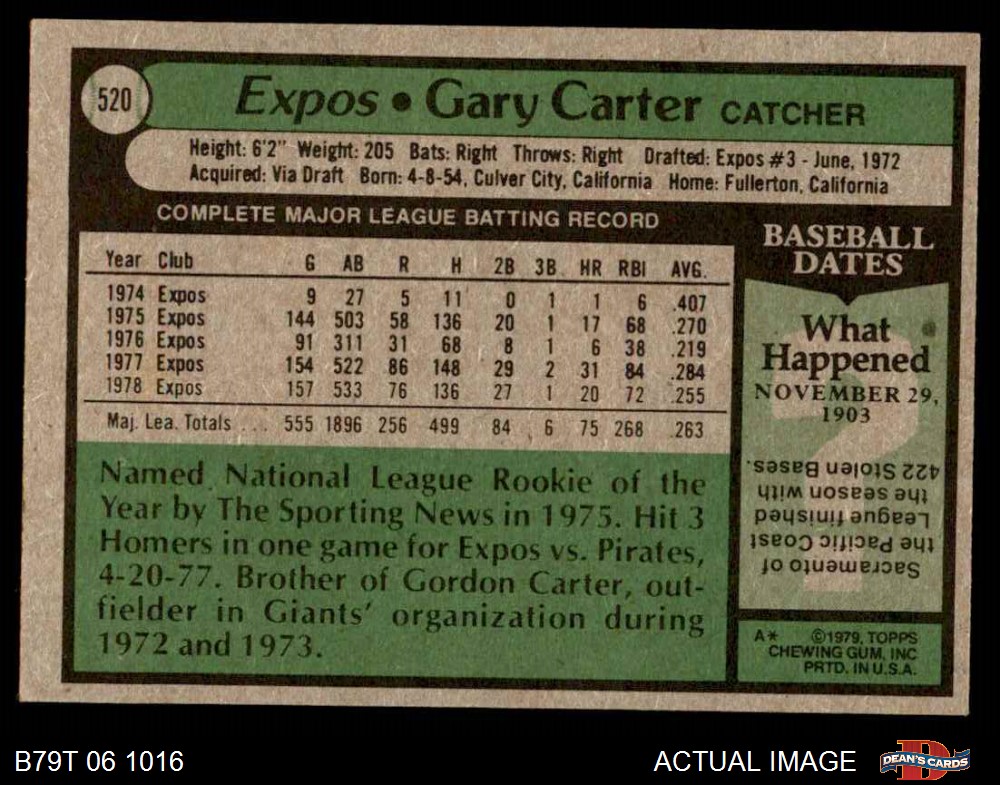 520
Expos • Gary Carter CATCHER
Height: 6'2" Weight: 205 Bats: Right Throws: Right Drafted: Expos #3 - June, 1972
Acquired: Via Draft Born: 4-8-54, Culver City, California Home: Fullerton, California
COMPLETE MAJOR LEAGUE BATTING RECORD
Year Club G AB R H 2B 3B HR RBI AVG.
1974 Expos 9 27 5 11 0 1 1 6 .407
1975 Expos 144 503 58 136 20 1 17 68 .270
1976 Expos 91 311 31 68 8 1 6 38 .219
1977 Expos 154 522 86 148 29 2 31 84 .284
1978 Expos 157 533 76 136 27 1 20 72 .255
Maj. Lea. Totals ... 555 1896 256 499 84 6 75 268 .263
Named National League Rookie of the
Year by The Sporting News in 1975. Hit 3
Homers in one game for Expos vs. Pirates,
4-20-77. Brother of Gordon Carter, out-
fielder in Giants' organization during
1972 and 1973.
BASEBALL
DATES
What
Happened
NOVEMBER 29,
1903
?
Sacramento of
the Pacific Coast
League finished
the season with
422 Stolen Bases.
A* ©1979, TOPPS
CHEWING GUM, INC
PRTD. IN U.S.A.
B79T 06 1016
ACTUAL IMAGE
D
DEAN'S CARDS